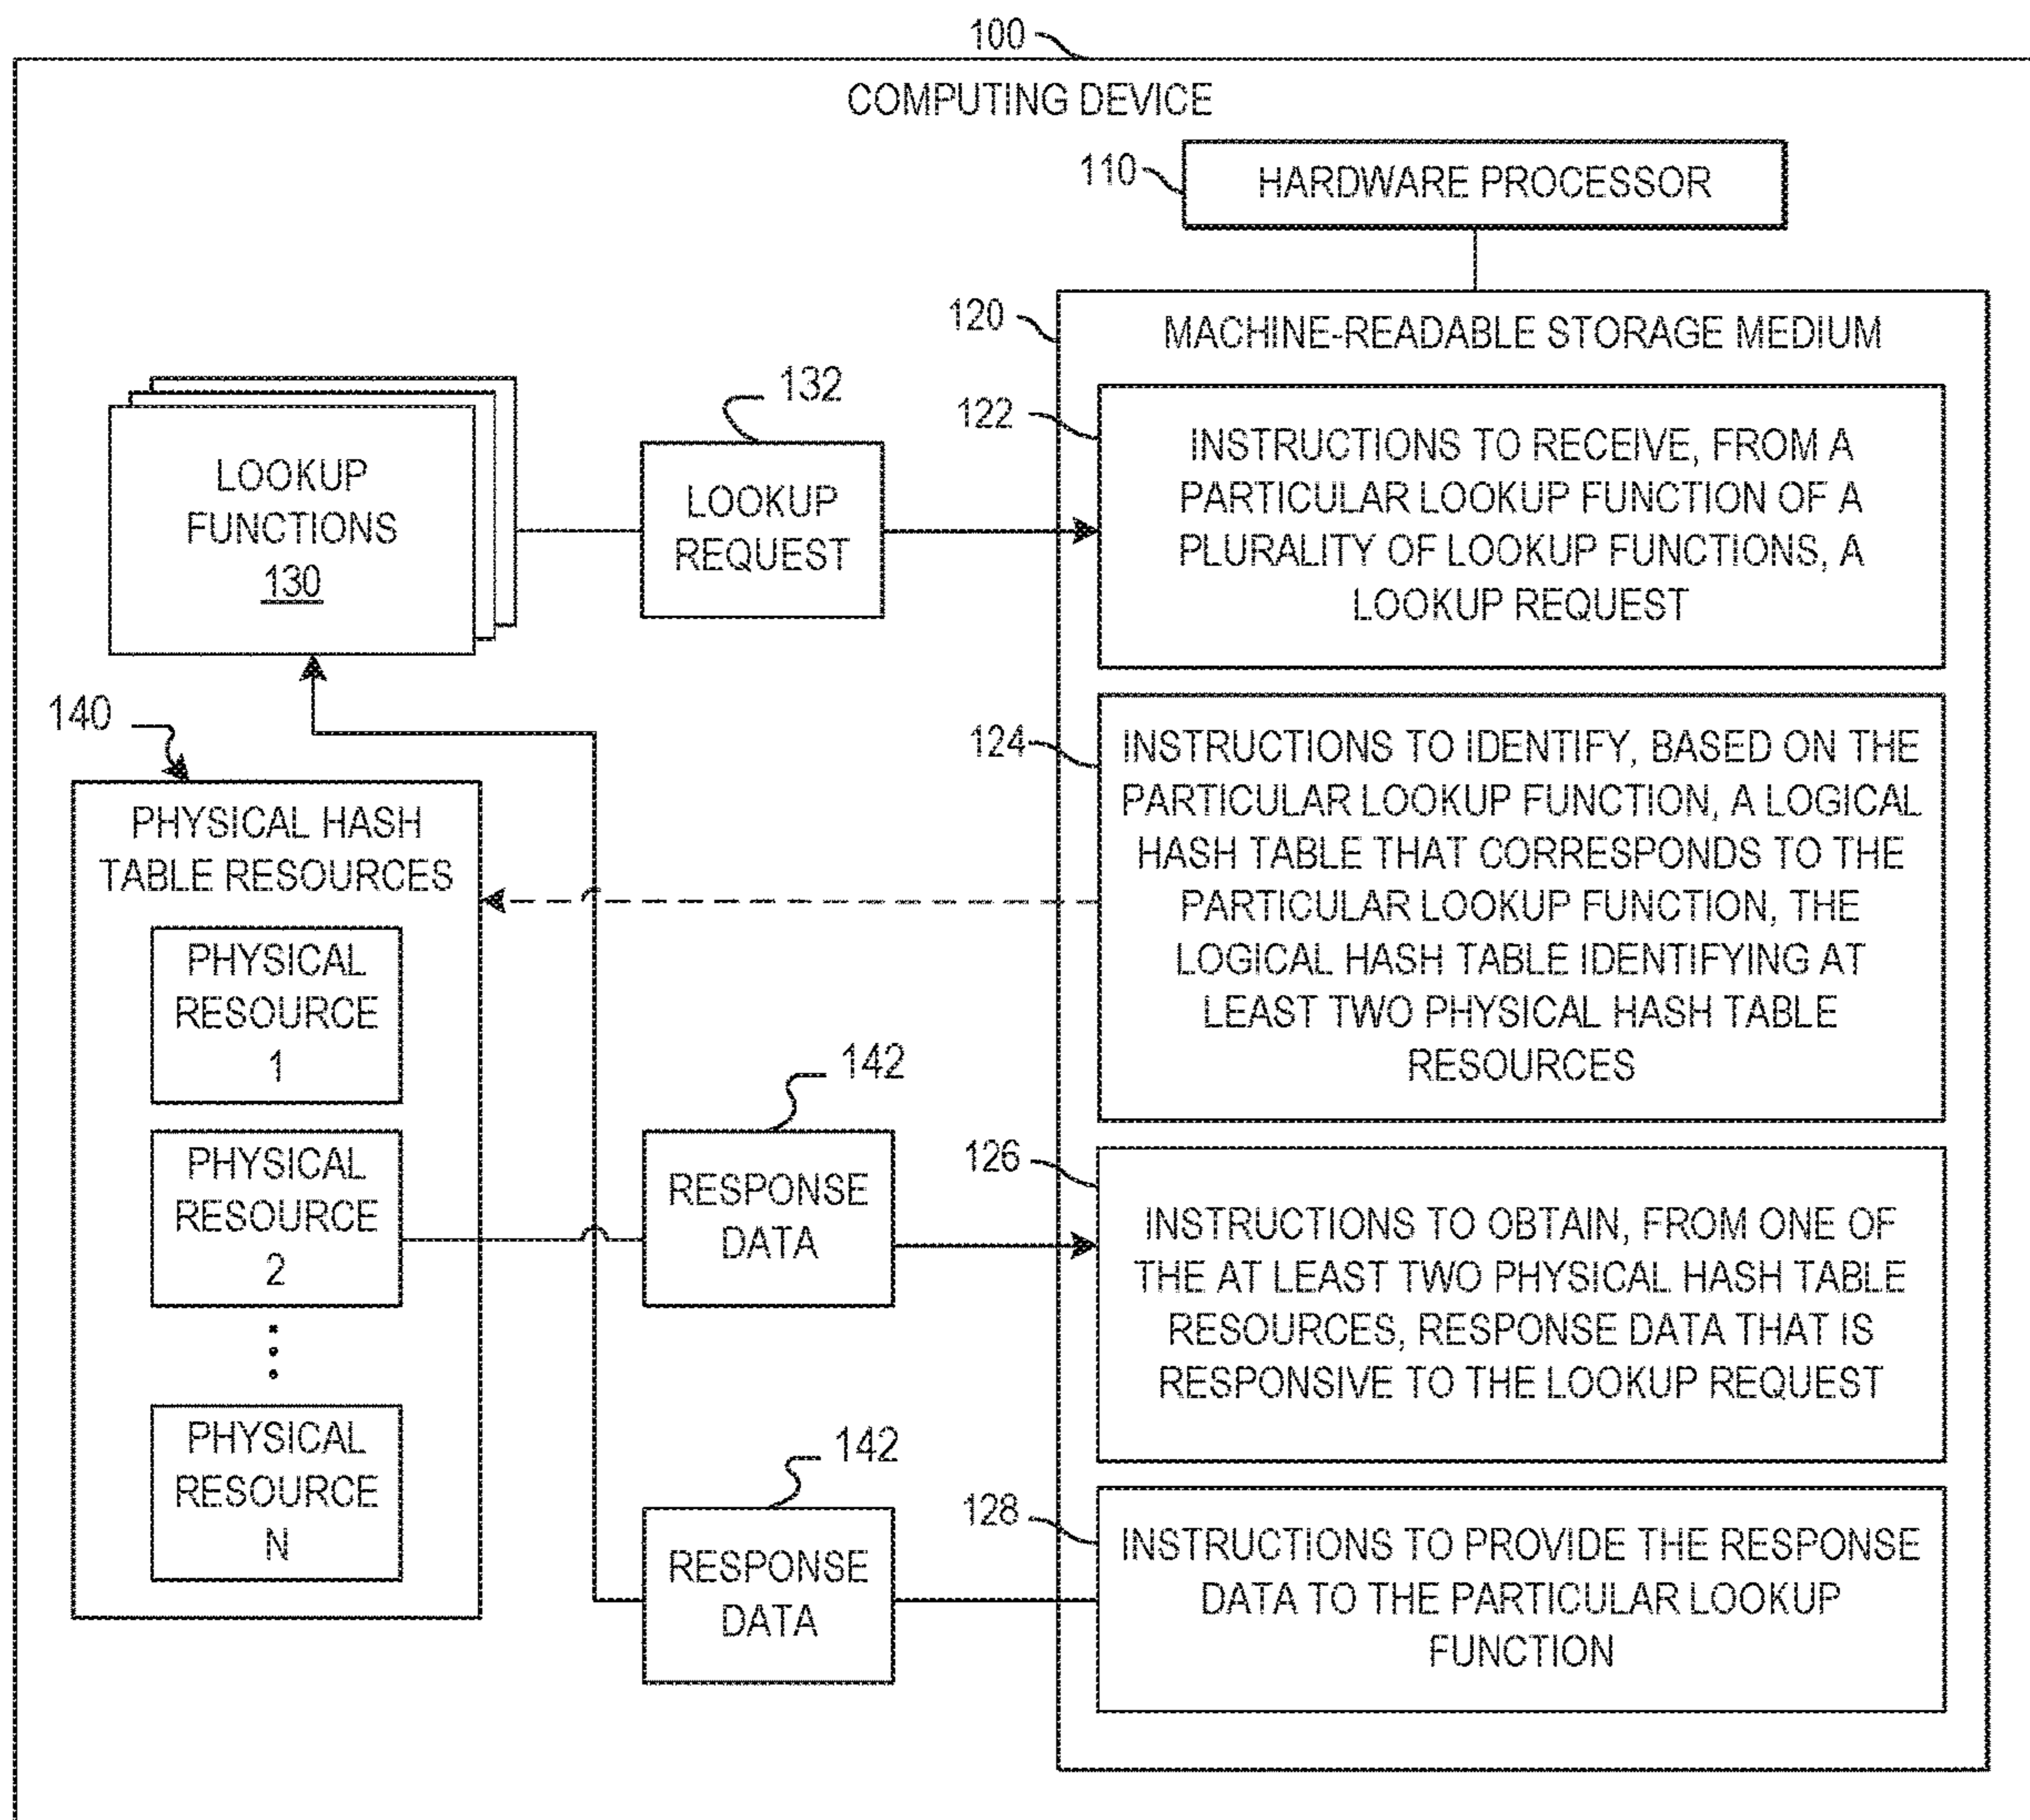 100
COMPUTING DEVICE
110
HARDWARE PROCESSOR
120
MACHINE-READABLE STORAGE MEDIUM
LOOKUP
FUNCTIONS
130
132
LOOKUP
REQUEST
122
INSTRUCTIONS TO RECEIVE, FROM A
PARTICULAR LOOKUP FUNCTION OF A
PLURALITY OF LOOKUP FUNCTIONS, A
LOOKUP REQUEST
140
PHYSICAL HASH
TABLE RESOURCES
PHYSICAL
RESOURCE
1
PHYSICAL
RESOURCE
2
PHYSICAL
RESOURCE
N
124
INSTRUCTIONS TO IDENTIFY, BASED ON THE
PARTICULAR LOOKUP FUNCTION, A LOGICAL
HASH TABLE THAT CORRESPONDS TO THE
PARTICULAR LOOKUP FUNCTION, THE
LOGICAL HASH TABLE IDENTIFYING AT
LEAST TWO PHYSICAL HASH TABLE
RESOURCES
142
RESPONSE
DATA
126
INSTRUCTIONS TO OBTAIN, FROM ONE OF
THE AT LEAST TWO PHYSICAL HASH TABLE
RESOURCES, RESPONSE DATA THAT IS
RESPONSIVE TO THE LOOKUP REQUEST
142
RESPONSE
DATA
128
INSTRUCTIONS TO PROVIDE THE RESPONSE
DATA TO THE PARTICULAR LOOKUP
FUNCTION